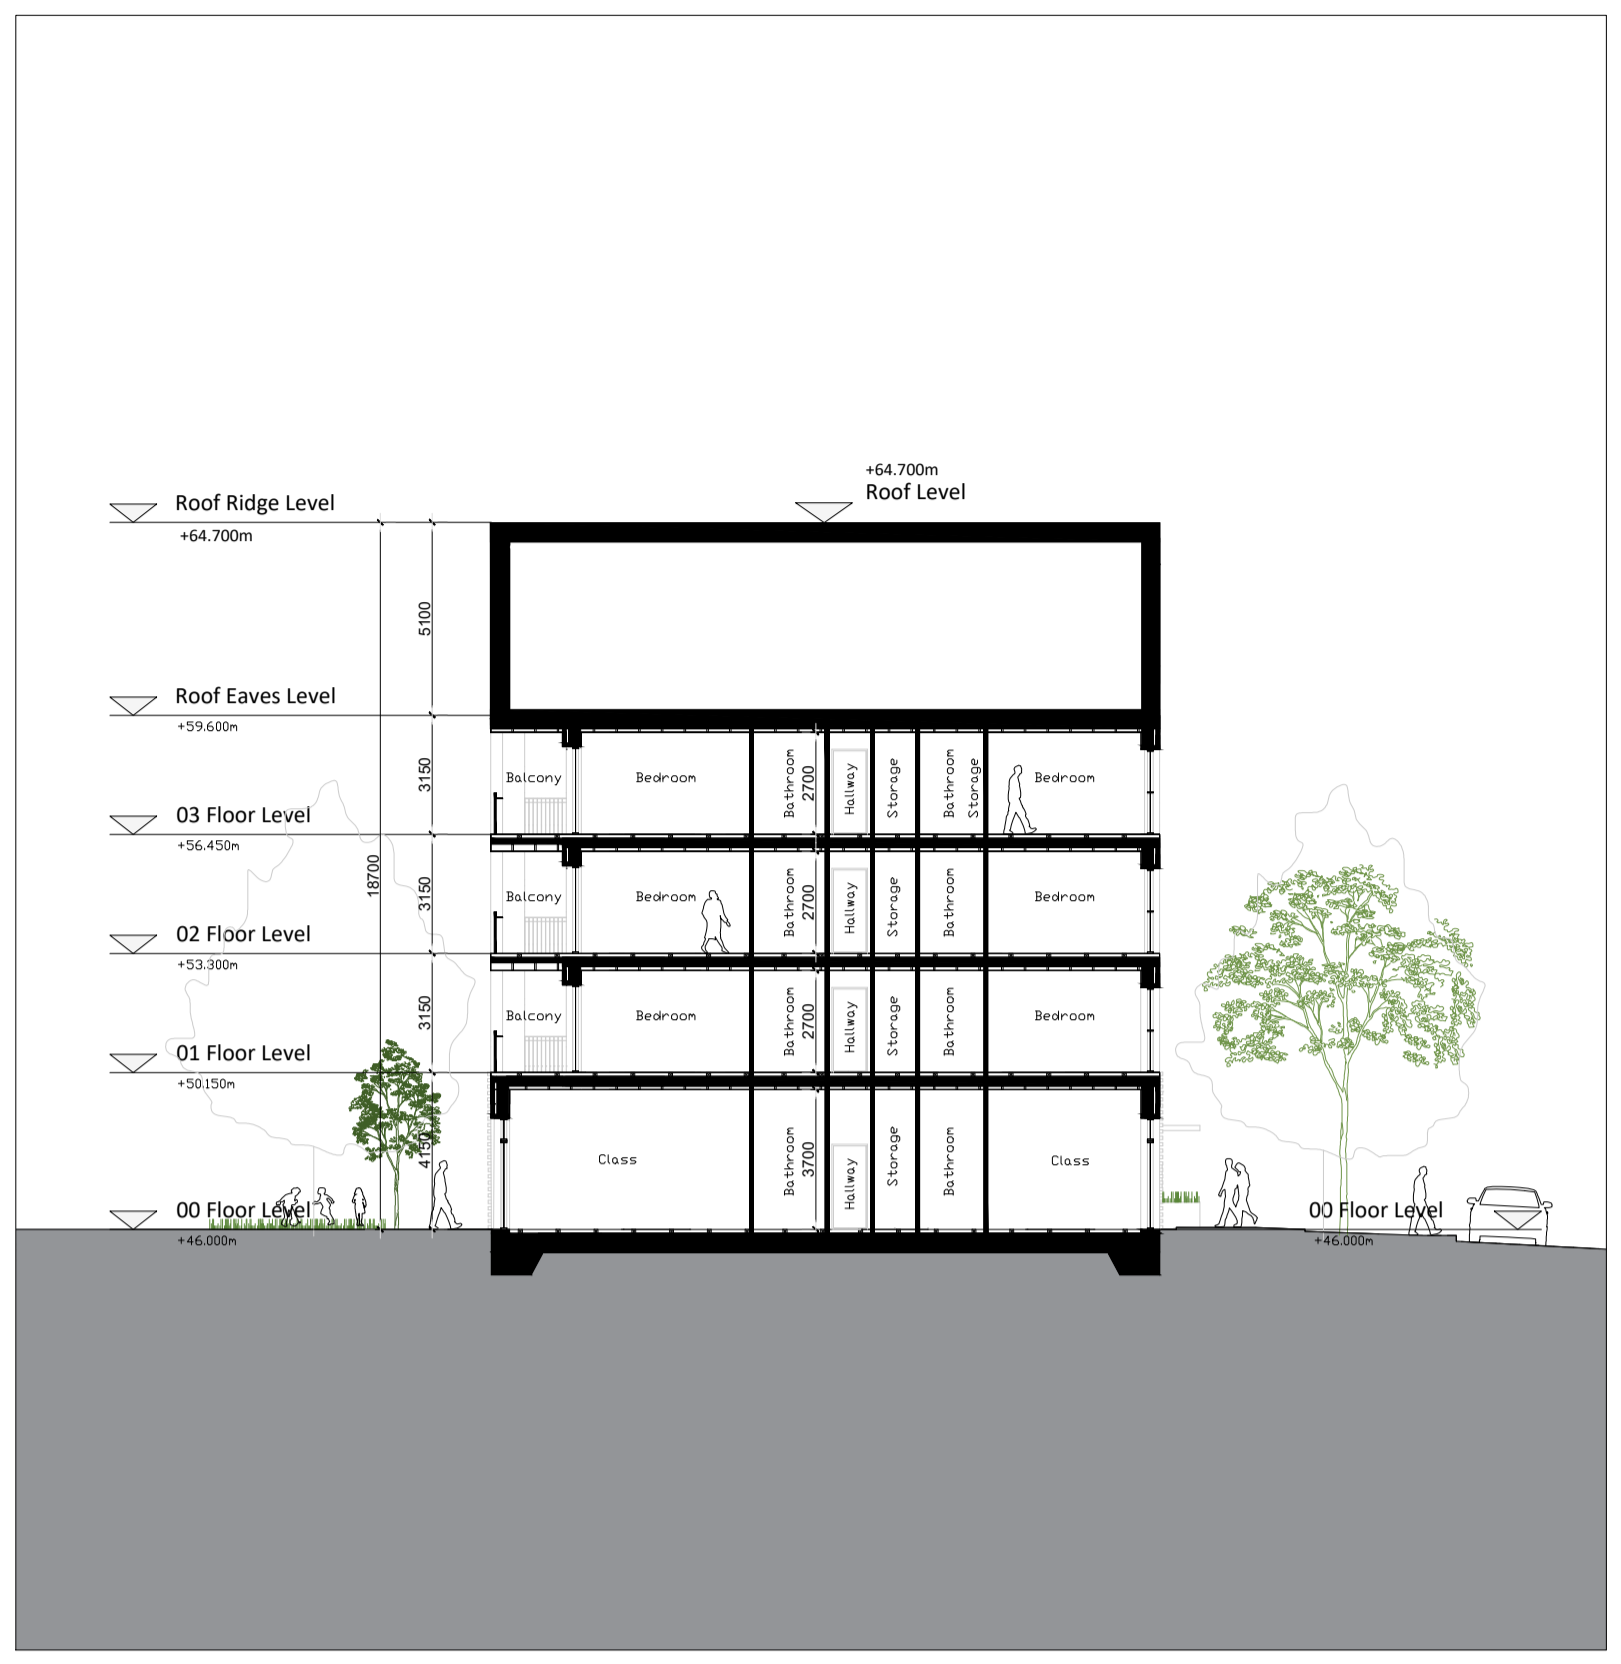 +64.700m
Roof Level
Roof Ridge Level
+64.700m
5100
Roof Eaves Level
+59.600m
3150
Balcony
Bedroom
Bathroom
2700
Hallway
Storage
Bathroom
Storage
Bedroom
03 Floor Level
+56.450m
18700
3150
Balcony
Bedroom
Bathroom
2700
Hallway
Storage
Bathroom
Bedroom
02 Floor Level
+53.300m
3150
Balcony
Bedroom
Bathroom
2700
Hallway
Storage
Bathroom
Bedroom
01 Floor Level
+50.150m
4150
Class
Bathroom
3700
Hallway
Storage
Bathroom
Class
00 Floor Level
+46.000m
00 Floor Level
+46.000m